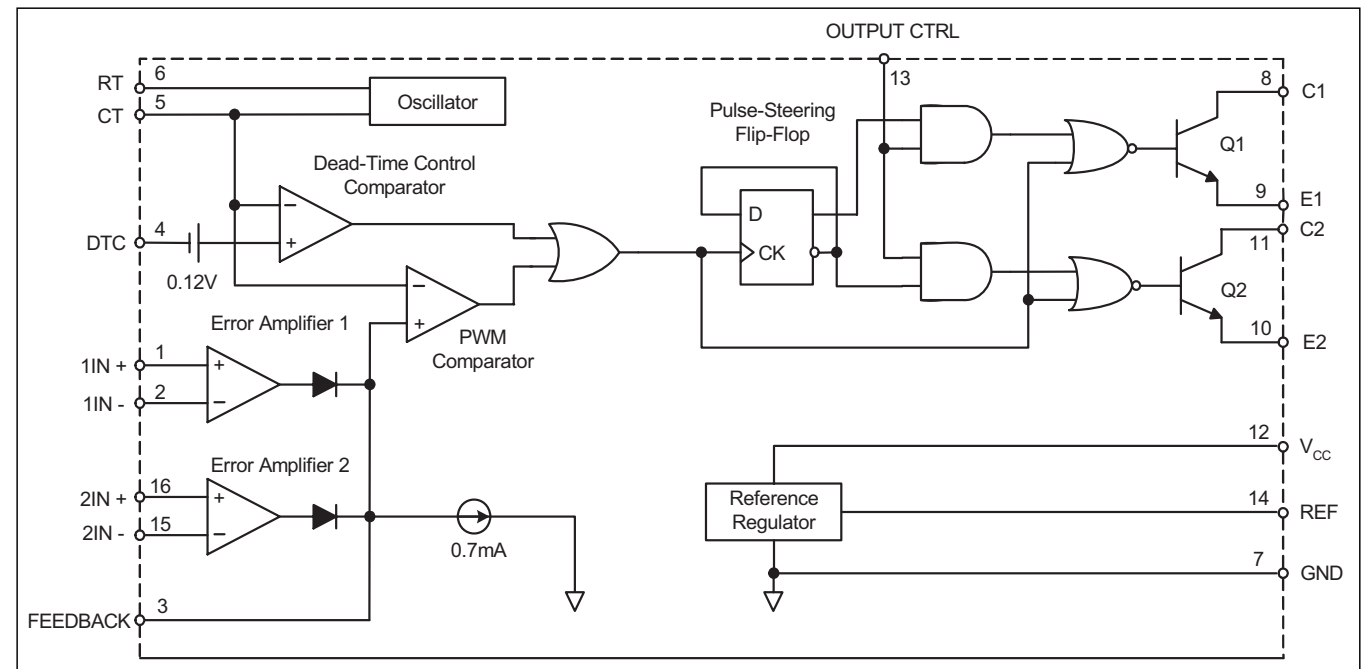 OUTPUT CTRL
13
RT 6
CT 5
Oscillator
Pulse-Steering
Flip-Flop
8 C1
Q1
9 E1
Dead-Time Control
Comparator
−
+
DTC 4
0.12V
D
CK
C2
11
Q2
10 E2
−
+
PWM
Comparator
Error Amplifier 1
1IN + 1
1IN - 2
+
−
Error Amplifier 2
2IN + 16
2IN - 15
+
−
0.7mA
FEEDBACK 3
12 VCC
Reference
Regulator
14 REF
7 GND